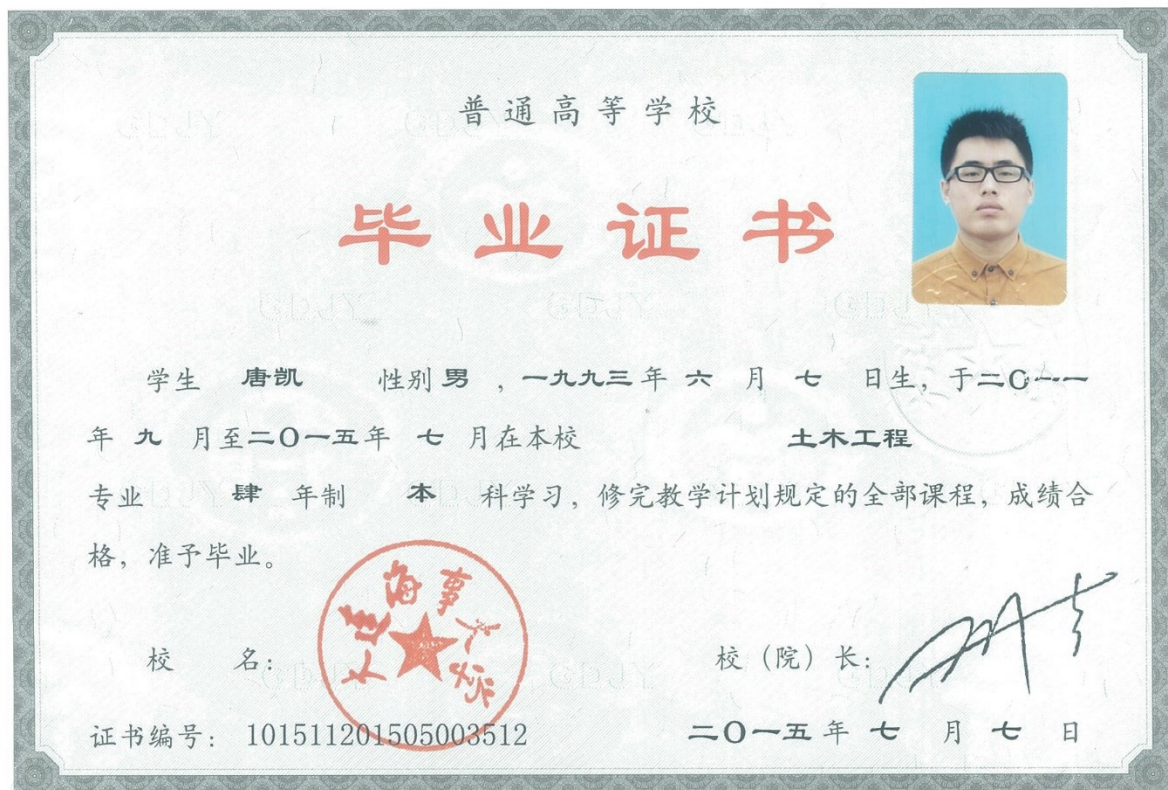 普通高等学校
毕业证书
学生 唐凯 性别 男 ，一九九三 年 六 月 七 日生，于二〇一一
年 九 月至二〇一五年 七 月在本校 土木工程
专业 肆 年制 本 科学习，修完教学计划规定的全部课程，成绩合
格，准予毕业。
大连海事大学
校 名： 校（院）长：
证书编号： 101511201505003512 二〇一五 年 七 月 七 日